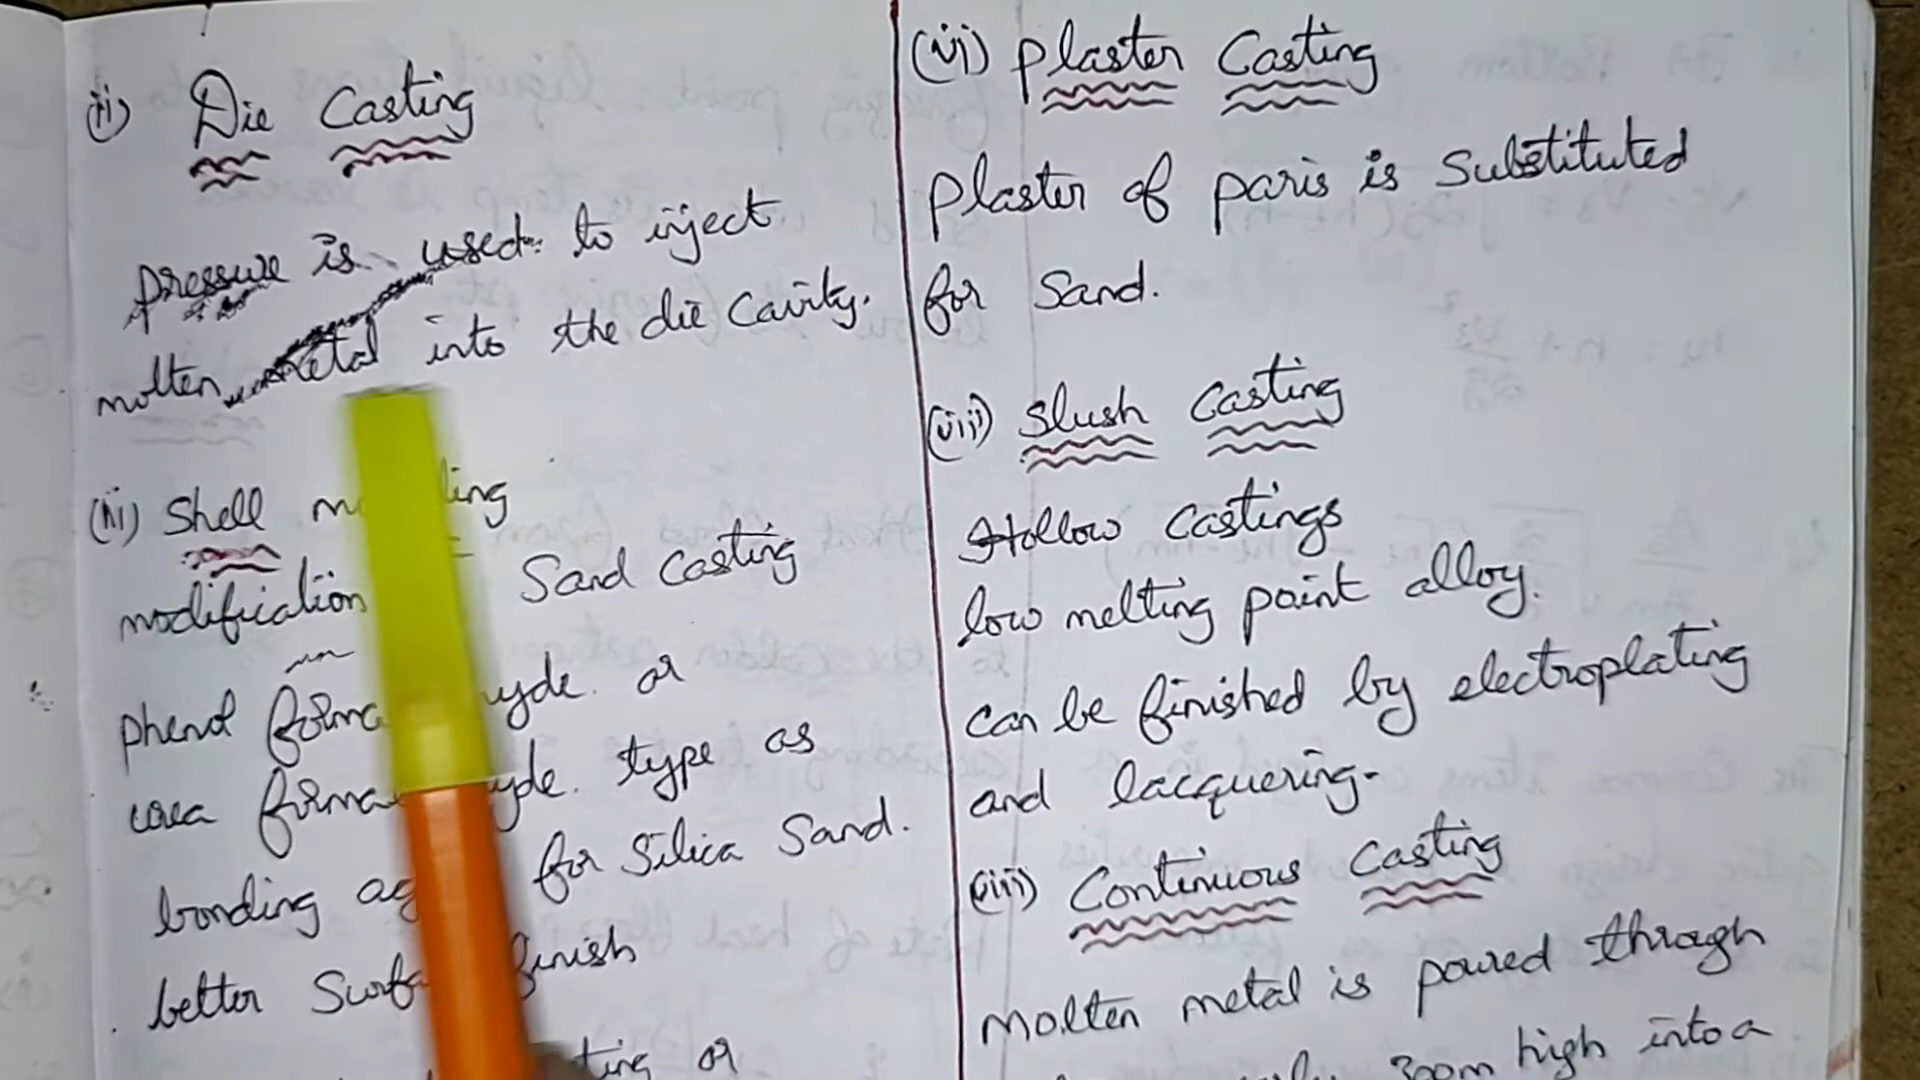 (ii) Die Casting
Pressure is used to inject
molten metal into the die Cavity.
(iii) Shell
modification Sand Casting
phenol or
urea type as
bonding for Silica Sand.
better finish
or
(vi) plaster Casting
plaster of paris is Substituted
for Sand.
(vii) Slush Casting
Hollow Castings
low melting point alloy.
can be finished by electroplating
and lacquering.
(viii) Continuous Casting
Molten metal is poured through
high into a